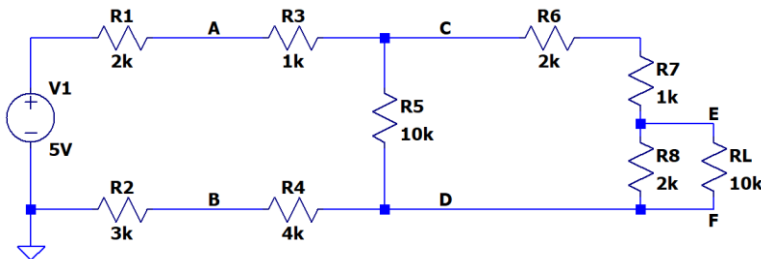 R1 A R3 C R6
2k 1k 2k
R7
V1 R5 1k
E
5V 10k R8 RL
R2 B R4 D 2k 10k
F
3k 4k